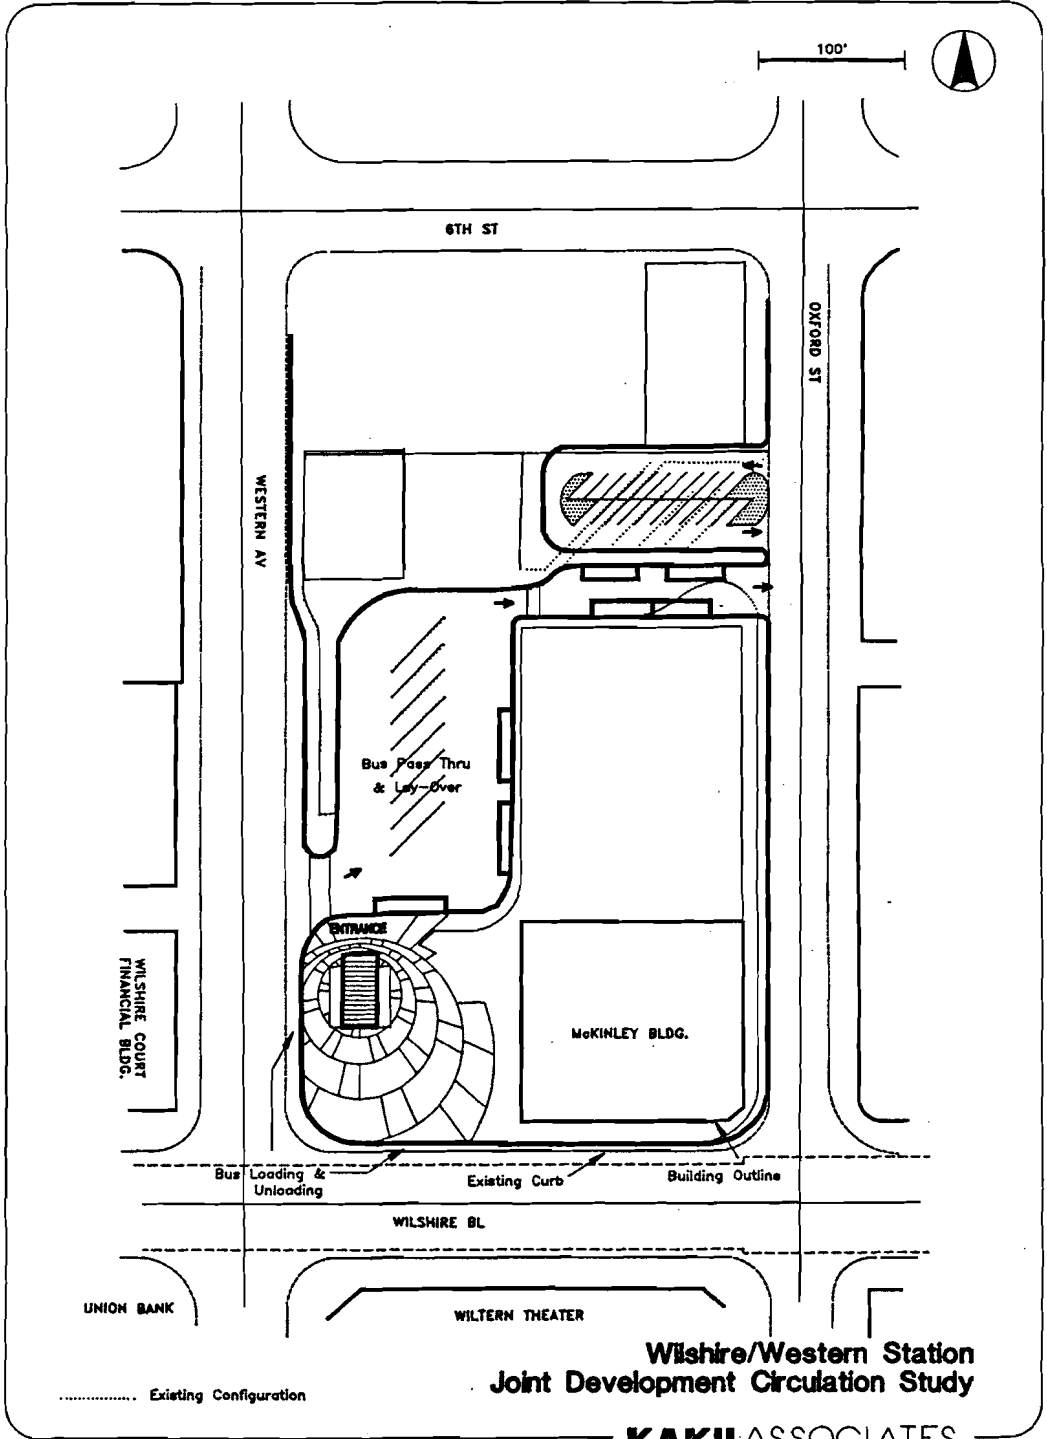 100'
6TH ST
OXFORD ST
WESTERN AV
Bus Pass Thru
& Lay-Over
ENTRANCE
WILSHIRE COURT
FINANCIAL BLDG.
McKINLEY BLDG.
Bus Loading &
Unloading
Existing Curb
Building Outline
WILSHIRE BL
UNION BANK
WILTERN THEATER
Wilshire/Western Station
Joint Development Circulation Study
................ Existing Configuration
KAKU ASSOCIATES